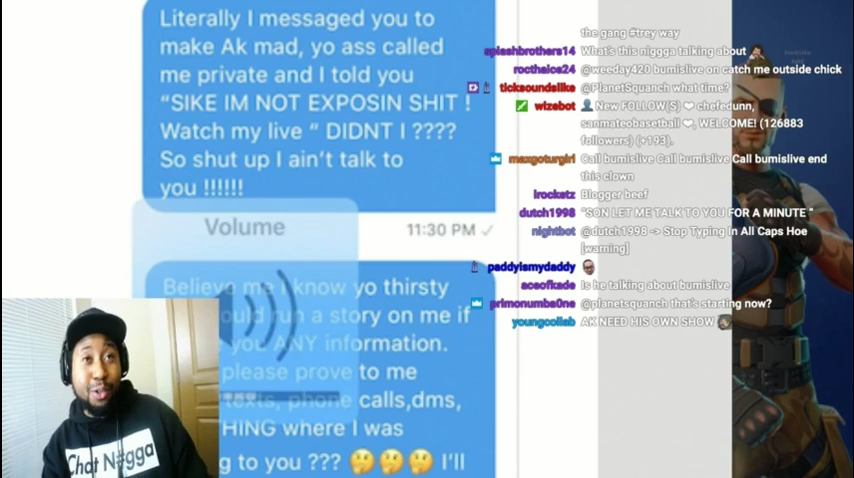 Literally I messaged you to
make Ak mad, yo ass called
me private and I told you
“SIKE IM NOT EXPOSIN SHIT !
Watch my live “ DIDNT I ????
So shut up I ain’t talk to
you !!!!!!
Volume
11:30 PM ✓
Believe me I know yo thirsty
run a story on me if
you ANY information.
please prove to me
texts, phone calls,dms,
HING where I was
g to you ??? 🤔🤔🤔 I’ll
the gang #trey way
splashbrothers14 What's this niggga talking about
rocthaice24 @weeday420 bumislive on catch me outside chick
ticksoundslike @PlanetSquanch what time?
wizebot New FOLLOW(S) ❤ chefedunn,
sanmateobaseball ❤, WELCOME! (126883
followers) (+193).
maxgoturgirl Call bumislive Call bumislive Call bumislive end
this clown
irocketz Blogger beef
dutch1998 "SON LET ME TALK TO YOU FOR A MINUTE "
nightbot @dutch1998 -> Stop Typing In All Caps Hoe
[warning]
paddyismydaddy
aceofkade Is he talking about bumislive
primonumba0ne @planetsquanch that's starting now?
youngcollab AK NEED HIS OWN SHOW
Chat N#gga